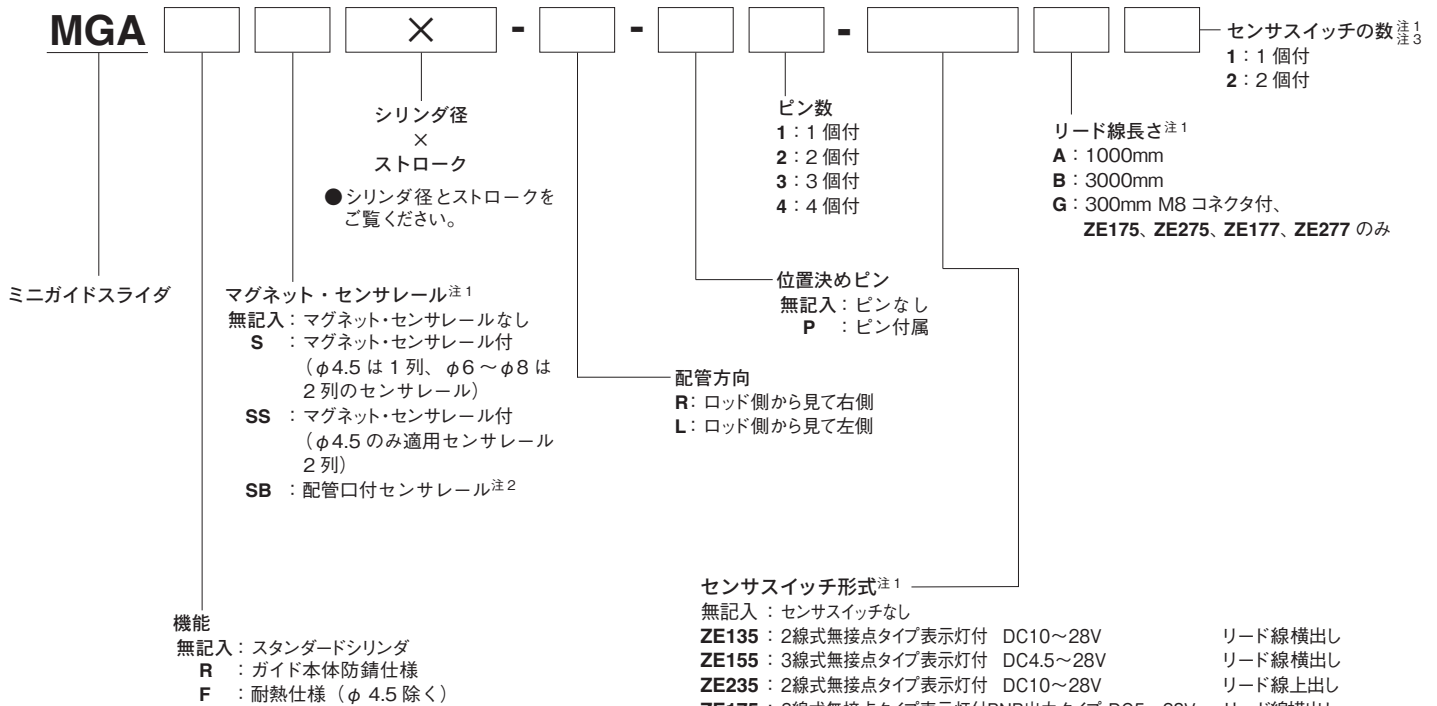 MGA × - - -
センサスイッチの数 注1 注3
1：1 個付
2：2 個付
シリンダ径
×
ストローク
●シリンダ径とストロークを
ご覧ください。
ピン数
1：1 個付
2：2 個付
3：3 個付
4：4 個付
リード線長さ注1
A：1000mm
B：3000mm
G：300mm M8 コネクタ付、
ZE175、ZE275、ZE177、ZE277 のみ
ミニガイドスライダ
マグネット・センサレール注1
無記入：マグネット・センサレールなし
S ：マグネット・センサレール付
（φ4.5 は 1 列、φ6～φ8 は
2 列のセンサレール）
SS ：マグネット・センサレール付
（φ4.5 のみ適用センサレール
2 列）
SB ：配管口付センサレール注2
位置決めピン
無記入：ピンなし
P ：ピン付属
配管方向
R：ロッド側から見て右側
L：ロッド側から見て左側
機能
無記入：スタンダードシリンダ
R ：ガイド本体防錆仕様
F ：耐熱仕様（φ 4.5 除く）
センサスイッチ形式注1
無記入：センサスイッチなし
ZE135：2線式無接点タイプ表示灯付 DC10～28V リード線横出し
ZE155：3線式無接点タイプ表示灯付 DC4.5～28V リード線横出し
ZE235：2線式無接点タイプ表示灯付 DC10～28V リード線上出し